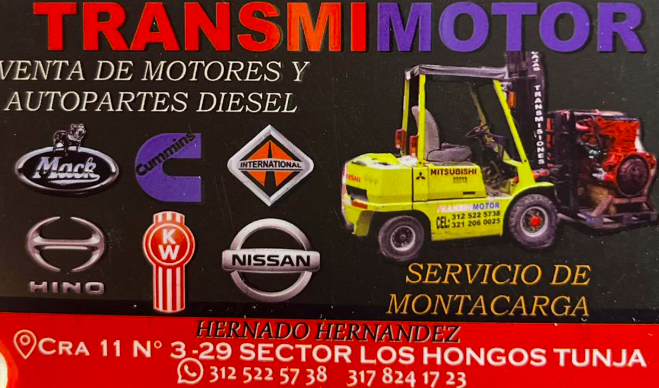 TRANSMIMOTOR
VENTA DE MOTORES Y
AUTOPARTES DIESEL
Mack
Cummins
INTERNATIONAL
HINO
KW
NISSAN
TRANSMISIONES
MITSUBISHI
TRANSMIMOTOR
312 522 5738
CEL: 321 206 0025
SERVICIO DE
MONTACARGA
HERNADO HERNANDEZ
CRA 11 N° 3-29 SECTOR LOS HONGOS TUNJA
312 522 57 38 317 824 17 23